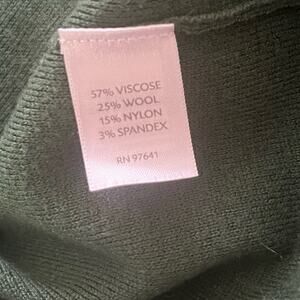 57% VISCOSE
25% WOOL
15% NYLON
3% SPANDEX
RN 97641